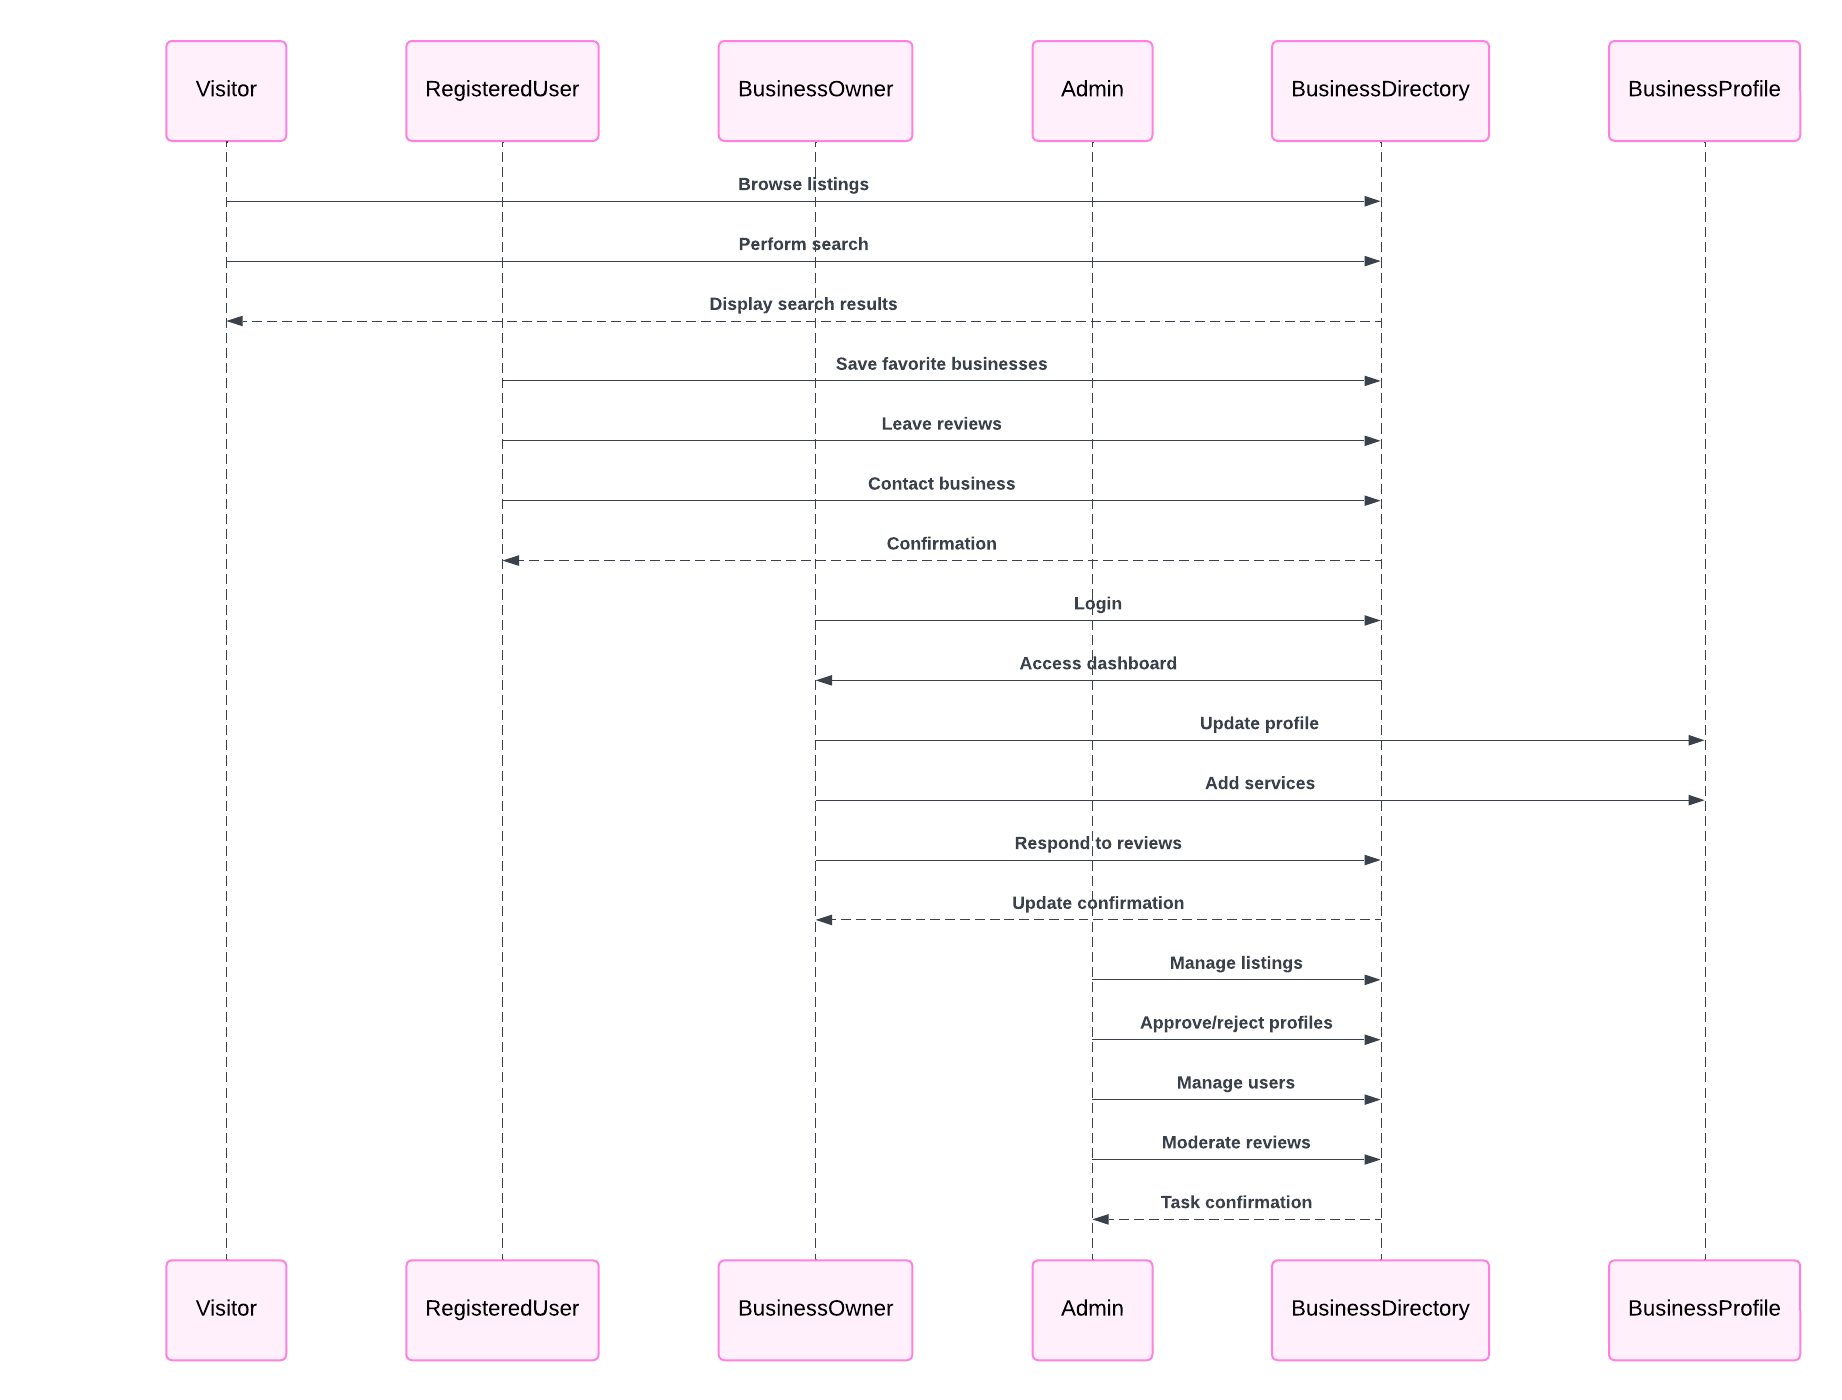 Visitor
RegisteredUser
BusinessOwner
Admin
BusinessDirectory
BusinessProfile
Browse listings
Perform search
Display search results
Save favorite businesses
Leave reviews
Contact business
Confirmation
Login
Access dashboard
Update profile
Add services
Respond to reviews
Update confirmation
Manage listings
Approve/reject profiles
Manage users
Moderate reviews
Task confirmation
Visitor
RegisteredUser
BusinessOwner
Admin
BusinessDirectory
BusinessProfile